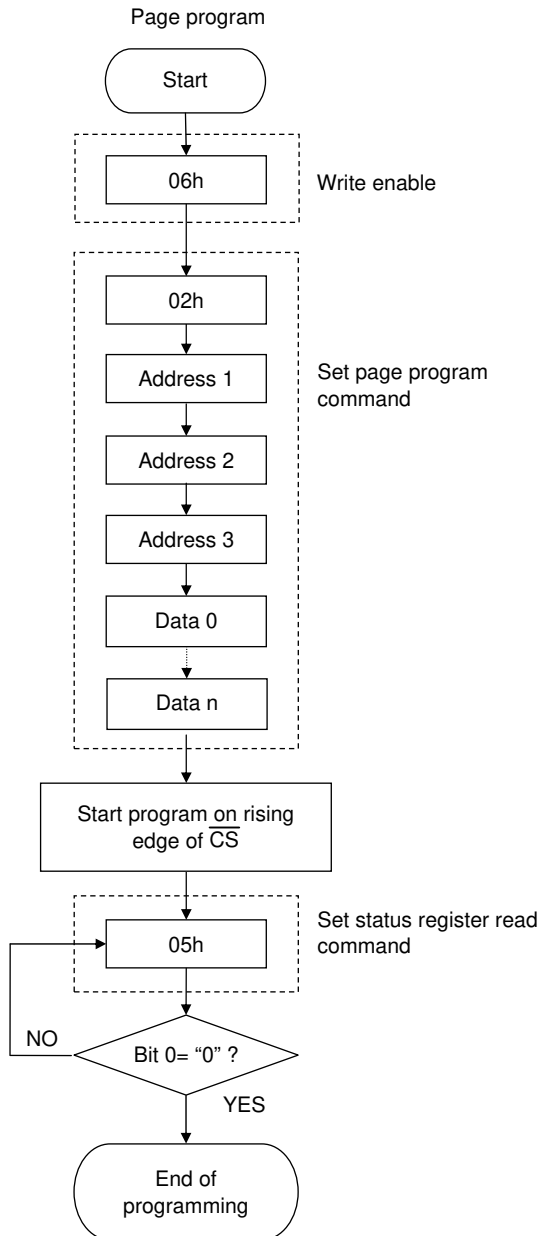 Page program
Start
06h
Write enable
02h
Address 1
Set page program
command
Address 2
Address 3
Data 0
Data n
Start program on rising
edge of C̅S̅
Set status register read
command
05h
NO
Bit 0= “0” ?
YES
End of
programming